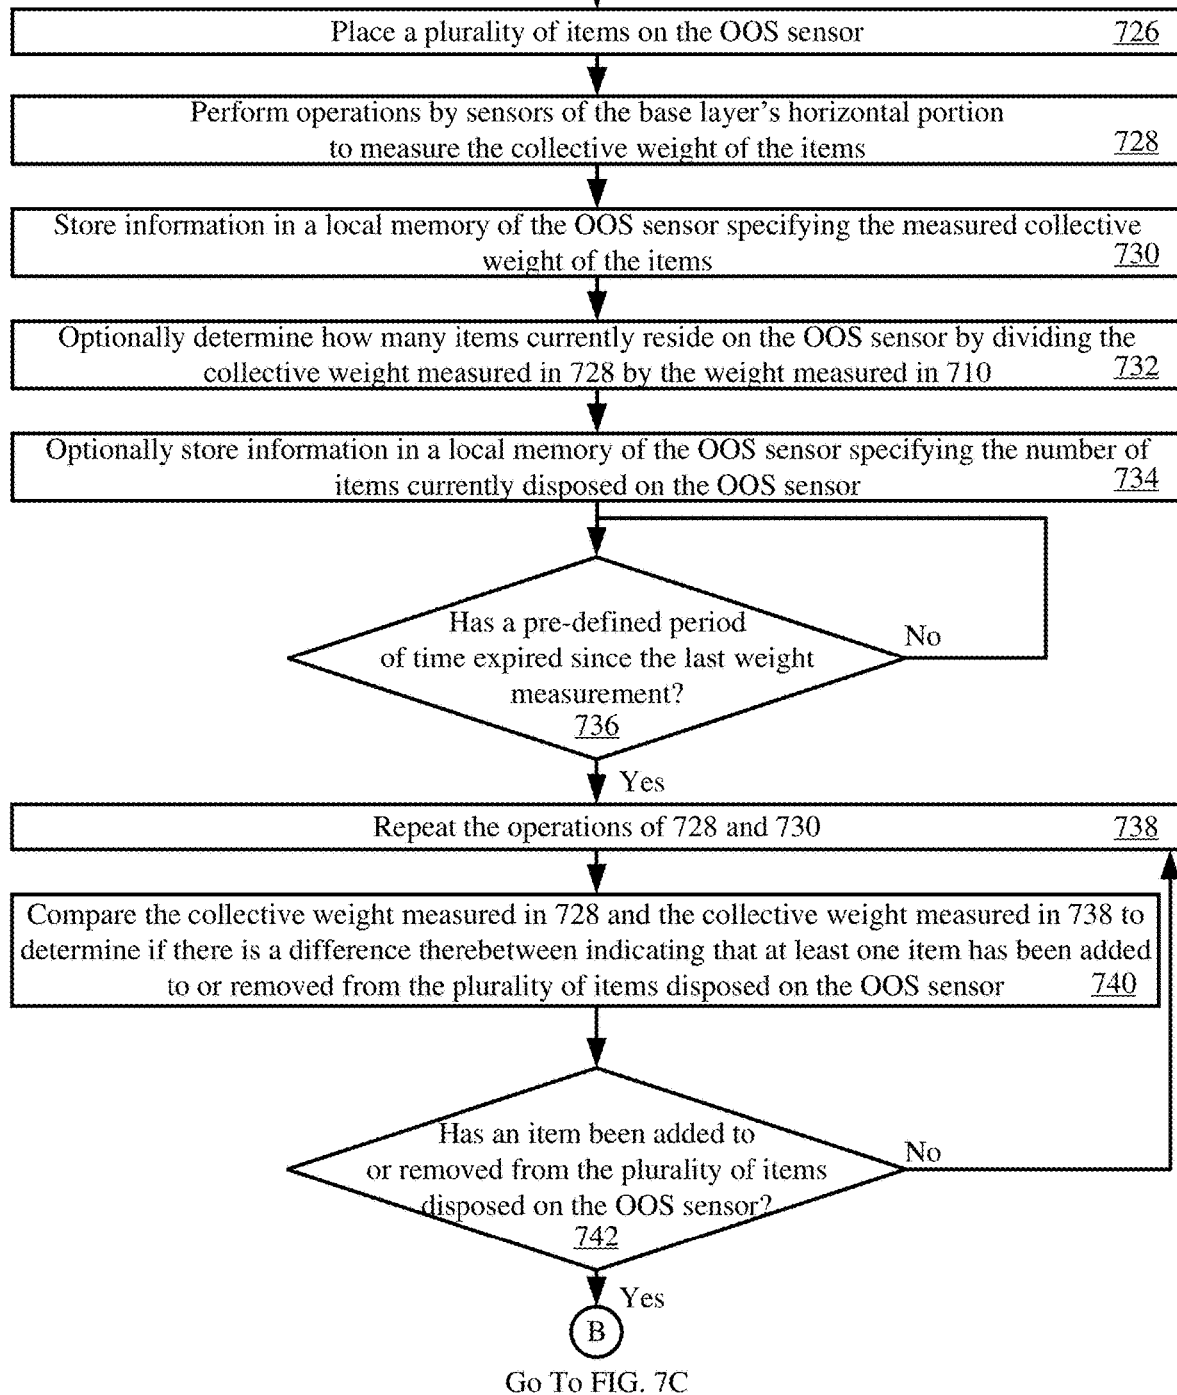 Place a plurality of items on the OOS sensor 726
Perform operations by sensors of the base layer's horizontal portion
to measure the collective weight of the items 728
Store information in a local memory of the OOS sensor specifying the measured collective
weight of the items 730
Optionally determine how many items currently reside on the OOS sensor by dividing the
collective weight measured in 728 by the weight measured in 710 732
Optionally store information in a local memory of the OOS sensor specifying the number of
items currently disposed on the OOS sensor 734
Has a pre-defined period
No
of time expired since the last weight
measurement?
736
Yes
Repeat the operations of 728 and 730 738
Compare the collective weight measured in 728 and the collective weight measured in 738 to
determine if there is a difference therebetween indicating that at least one item has been added
to or removed from the plurality of items disposed on the OOS sensor 740
Has an item been added to
No
or removed from the plurality of items
disposed on the OOS sensor?
742
Yes
B
Go To FIG. 7C